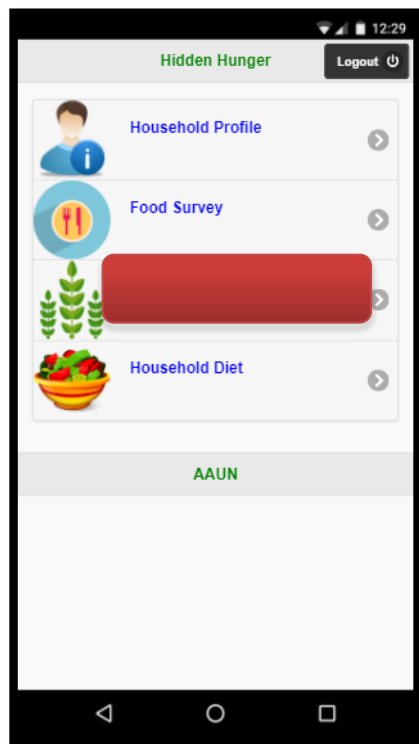 12:29
Hidden Hunger
Logout
Household Profile
Food Survey
Household Diet
AAUN